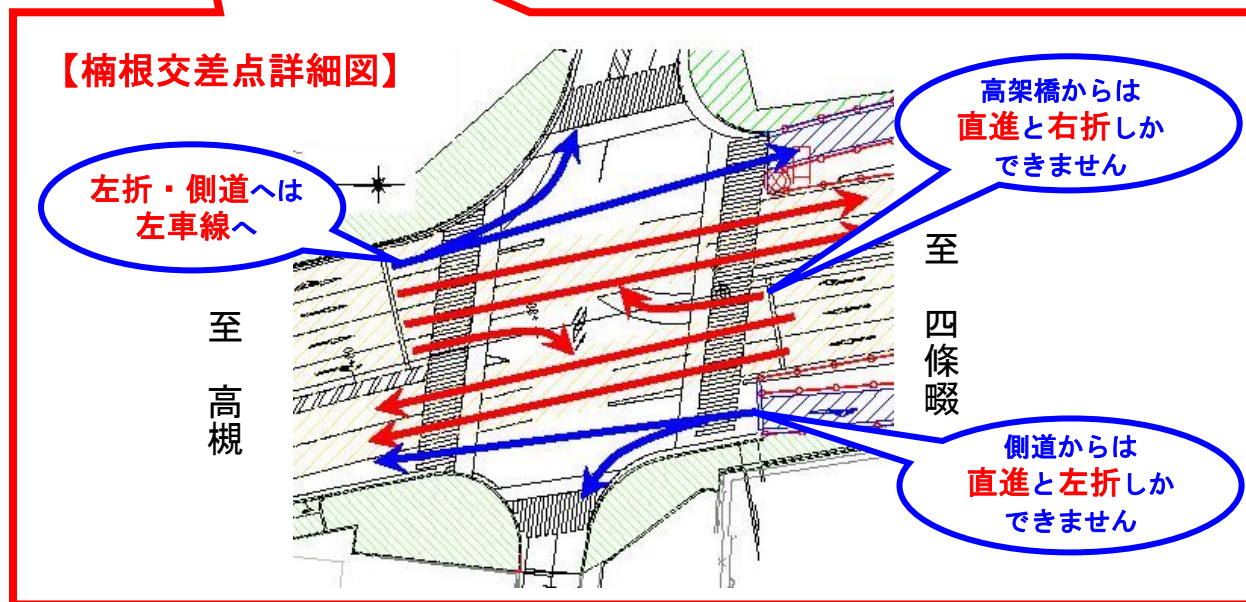 【楠根交差点詳細図】
高架橋からは
直進と右折しか
できません
左折・側道へは
左車線へ
至 高槻
至 四條畷
側道からは
直進と左折しか
できません